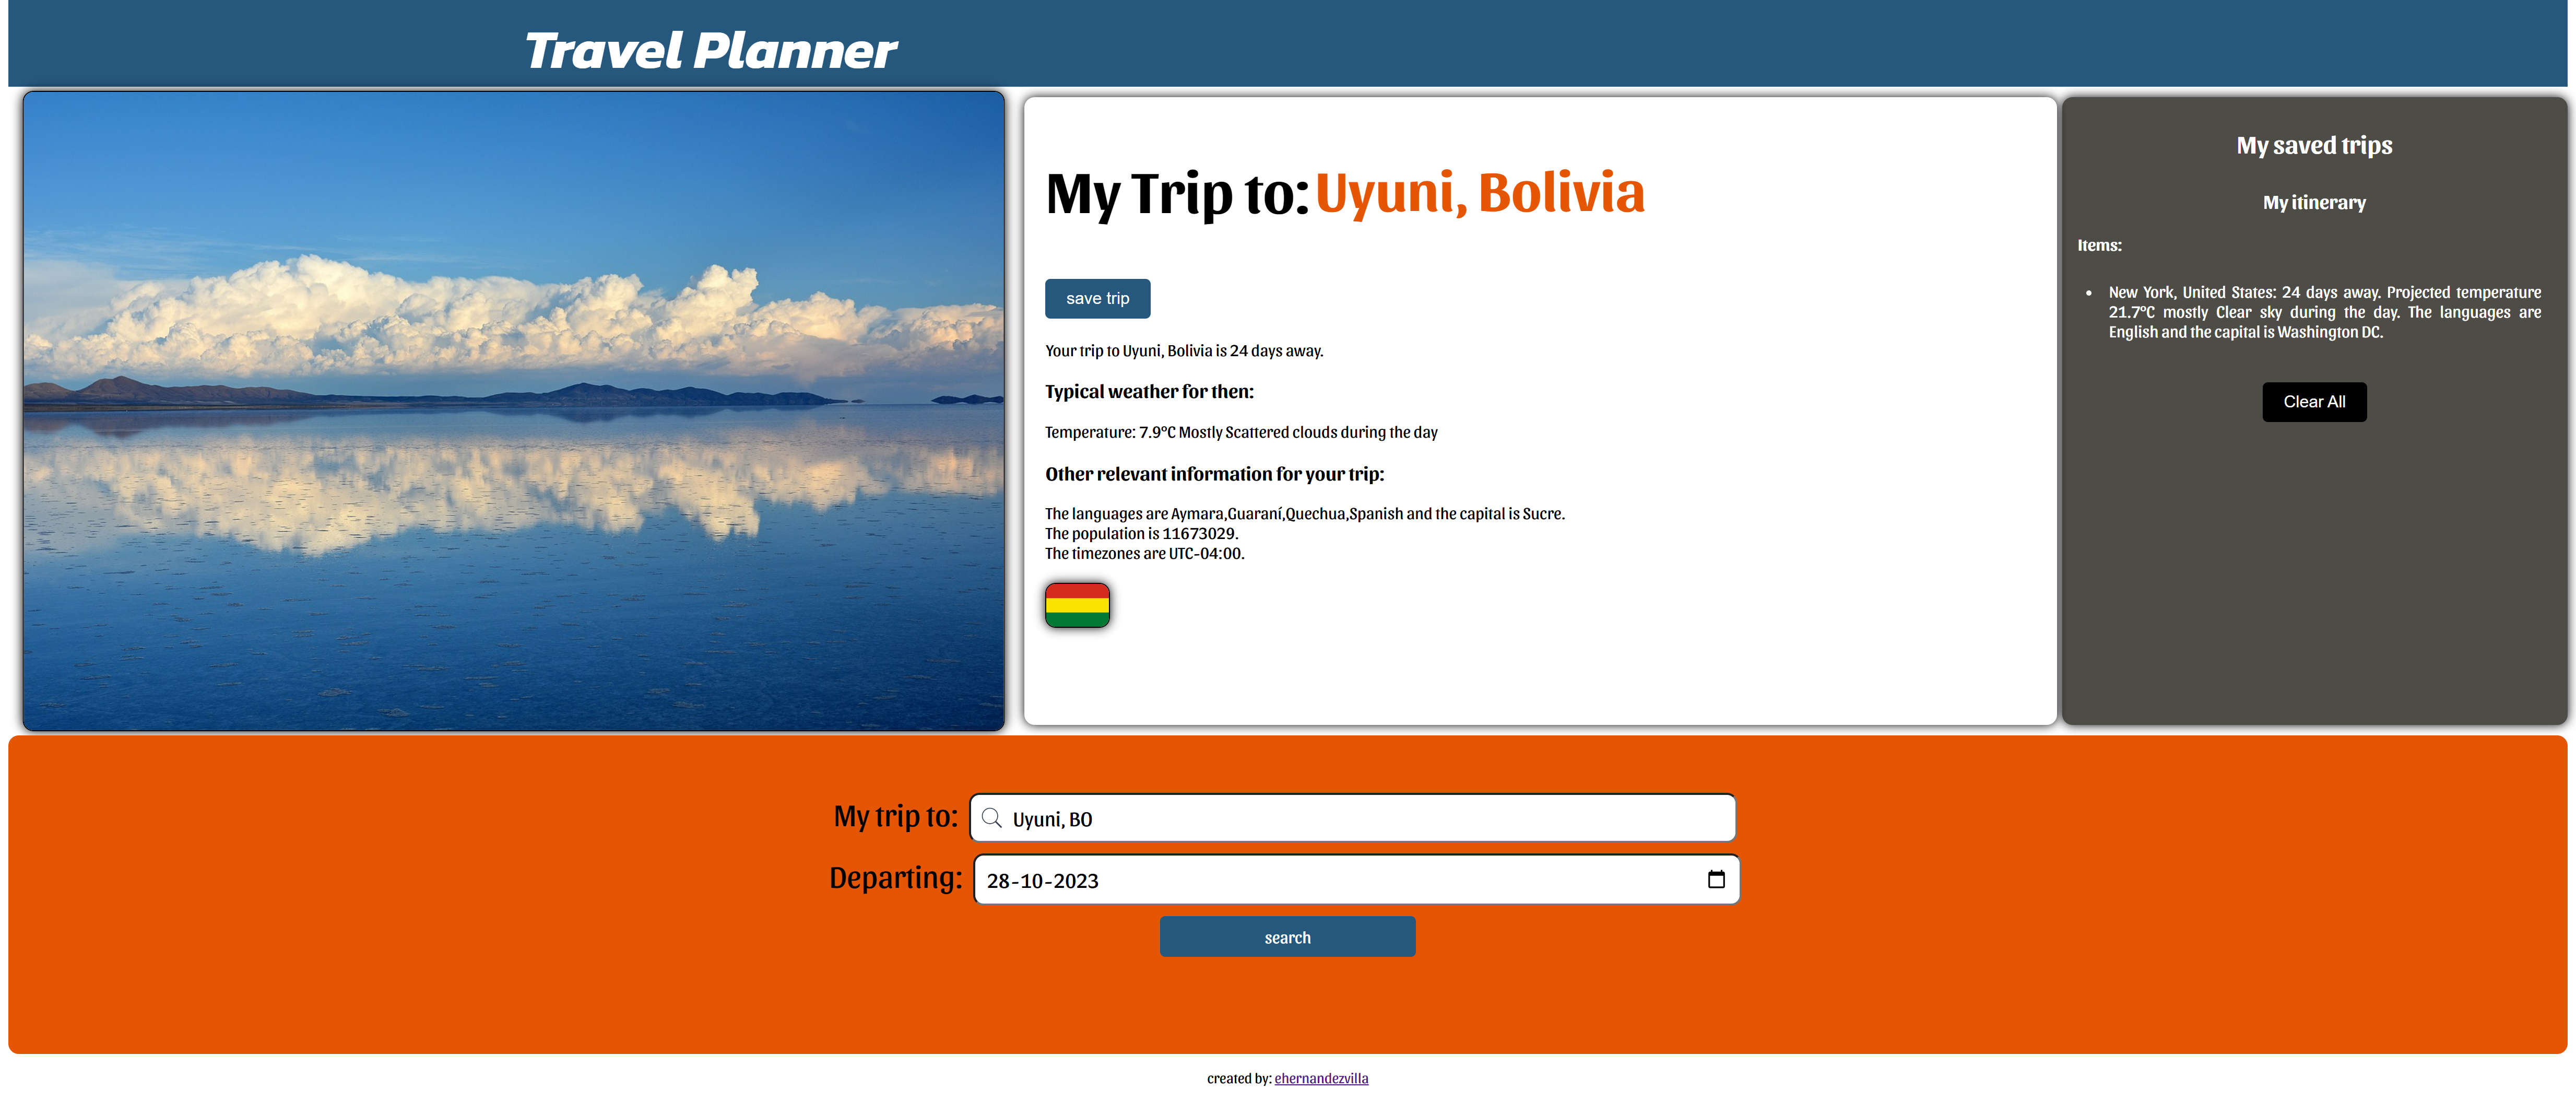 Travel Planner
My Trip to: Uyuni, Bolivia
save trip
Your trip to Uyuni, Bolivia is 24 days away.
Typical weather for then:
Temperature: 7.9°C Mostly Scattered clouds during the day
Other relevant information for your trip:
The languages are Aymara,Guaraní,Quechua,Spanish and the capital is Sucre.
The population is 11673029.
The timezones are UTC-04:00.
My saved trips
My itinerary
Items:
New York, United States: 24 days away. Projected temperature
21.7°C mostly Clear sky during the day. The languages are
English and the capital is Washington DC.
Clear All
My trip to: Uyuni, BO
Departing: 28-10-2023
search
created by: ehernandezvilla